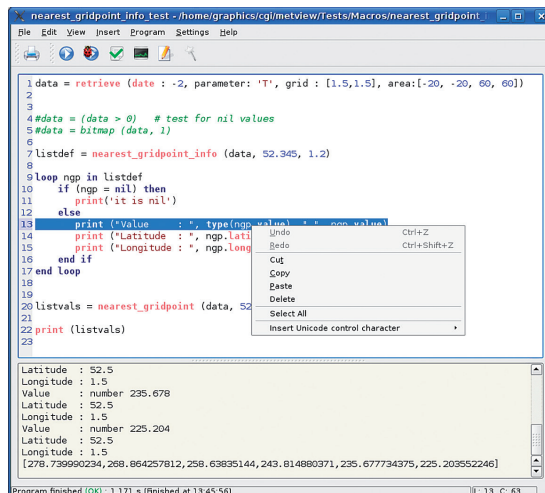 nearest_gridpoint_info_test - /home/graphics/cgi/metview/Tests/Macros/nearest_gridpoint_
File Edit View Insert Program Settings Help
1 data = retrieve (date : -2, parameter: 'T', grid : [1.5,1.5], area:[-20, -20, 60, 60])
2
3
4 #data = (data > 0) # test for nil values
5 #data = bitmap (data, 1)
6
7 listdef = nearest_gridpoint_info (data, 52.345, 1.2)
8
9 loop ngp in listdef
10 if (ngp = nil) then
11 print('it is nil')
12 else
13 print ("Value : ", type(ngp.value), " ", ngp.value)
14 print ("Latitude : ", ngp.lati
15 print ("Longitude : ", ngp.long
16 end if
17 end loop
18
19
20 listvals = nearest_gridpoint (data, 52
21
22 print (listvals)
23
Undo Ctrl+Z
Redo Ctrl+Shift+Z
Cut
Copy
Paste
Delete
Select All
Insert Unicode control character
Latitude : 52.5
Longitude : 1.5
Value : number 235.678
Latitude : 52.5
Longitude : 1.5
Value : number 225.204
Latitude : 52.5
Longitude : 1.5
[278.739990234,268.864257812,258.63835144,243.814880371,235.677734375,225.203552246]
Program finished (OK) : 1.171 s (finished at 13:45:56)
L: 13, C: 63